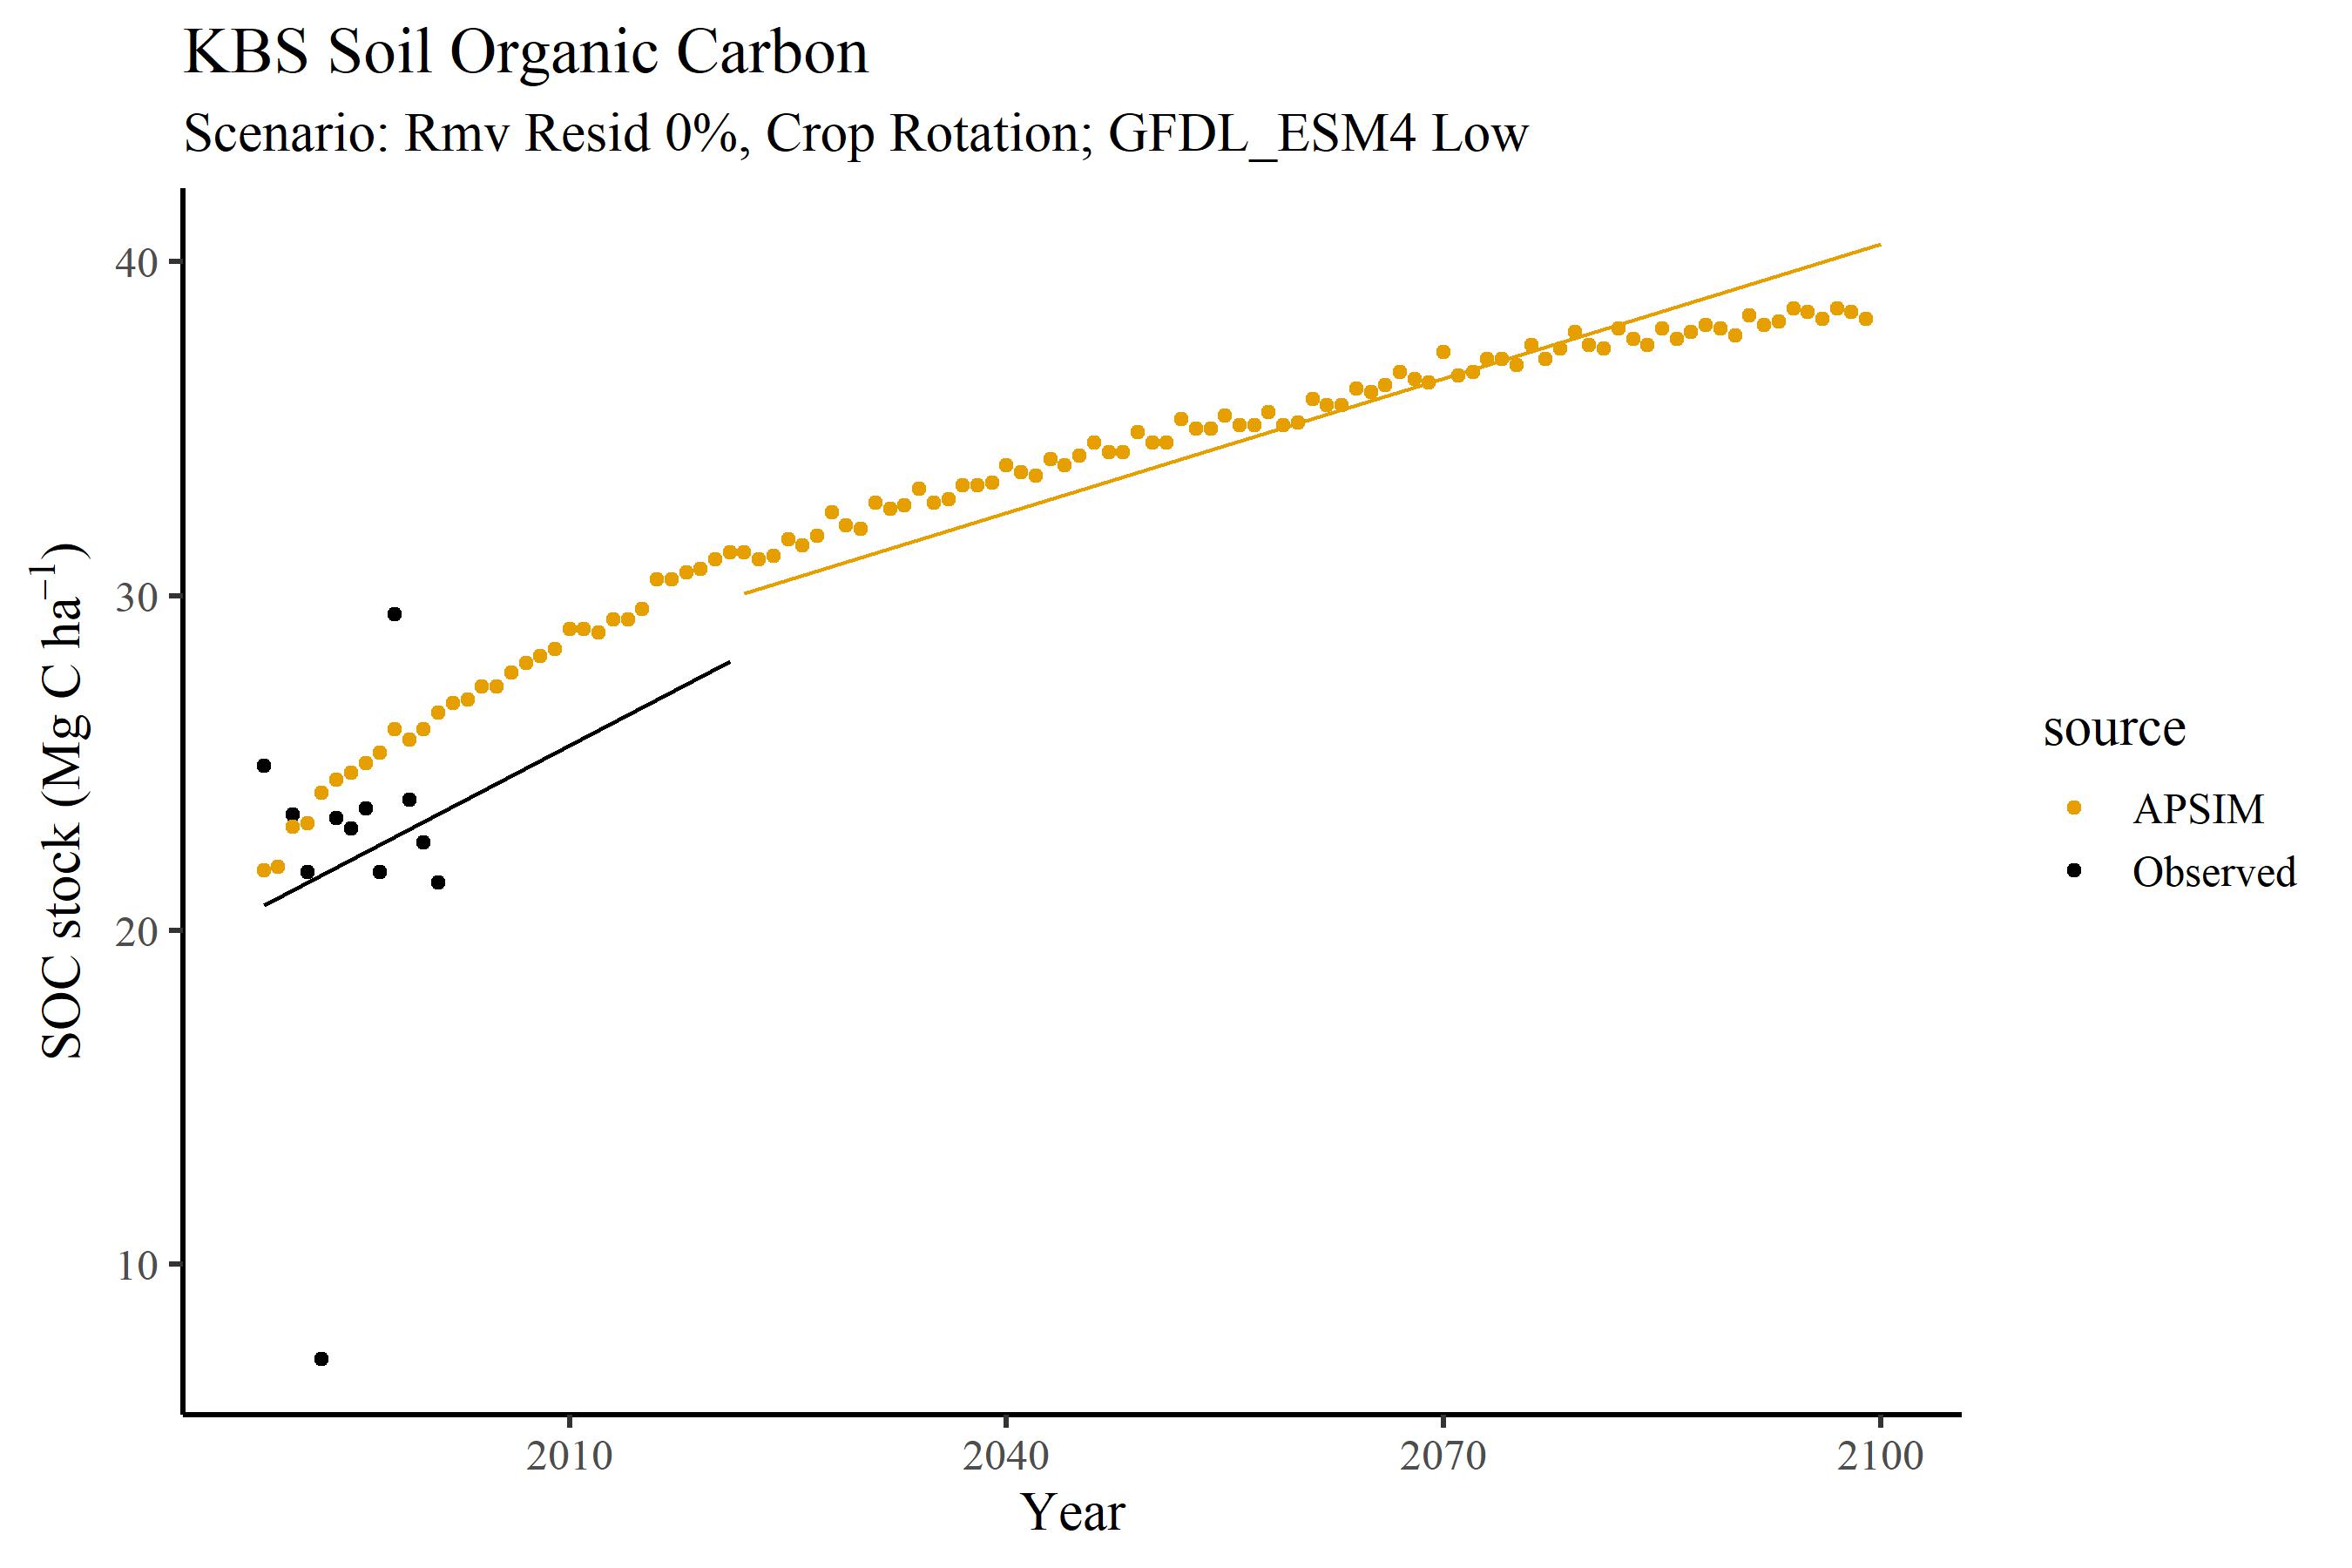 KBS Soil Organic Carbon
Scenario: Rmv Resid 0%, Crop Rotation; GFDL_ESM4 Low
SOC stock (Mg C ha⁻¹)
40
30
20
10
2010 2040 2070 2100
Year
source
APSIM
Observed